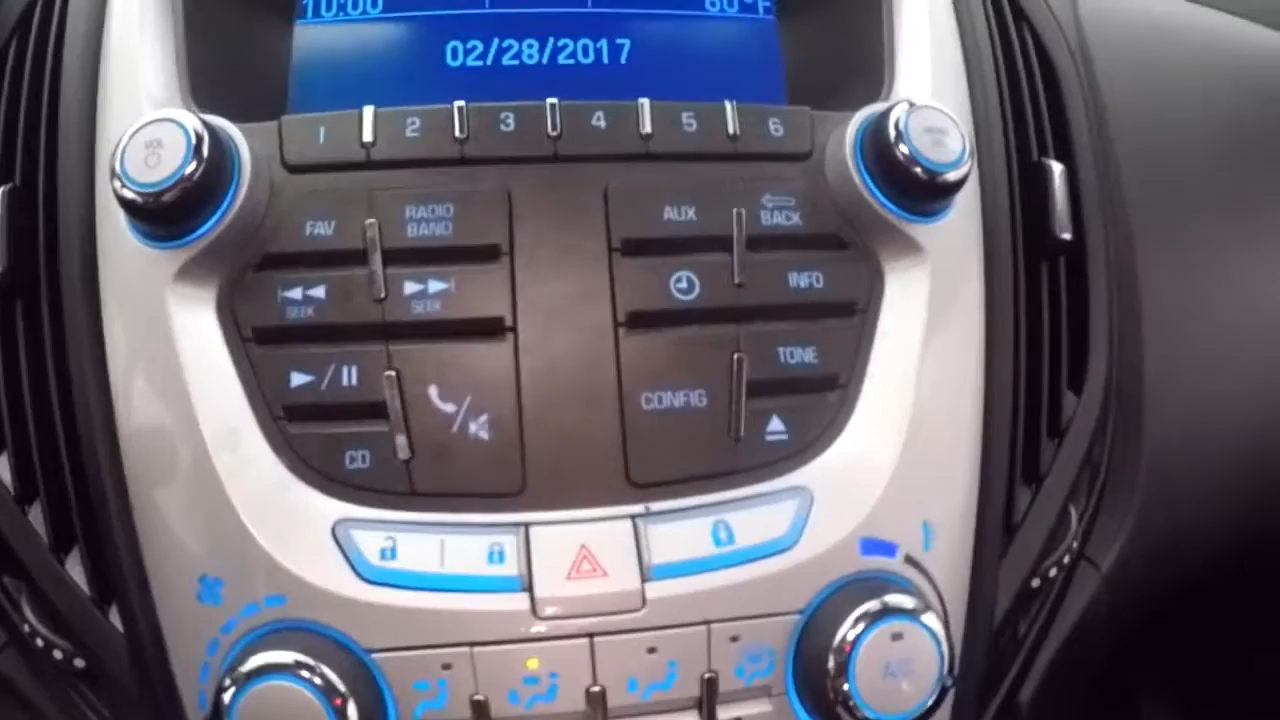 10:00 60°F
02/28/2017
1 2 3 4 5 6
VOL
FAV
RADIO
BAND
AUX
BACK
SEEK
SEEK
INFO
TONE
CONFIG
CD
A/C